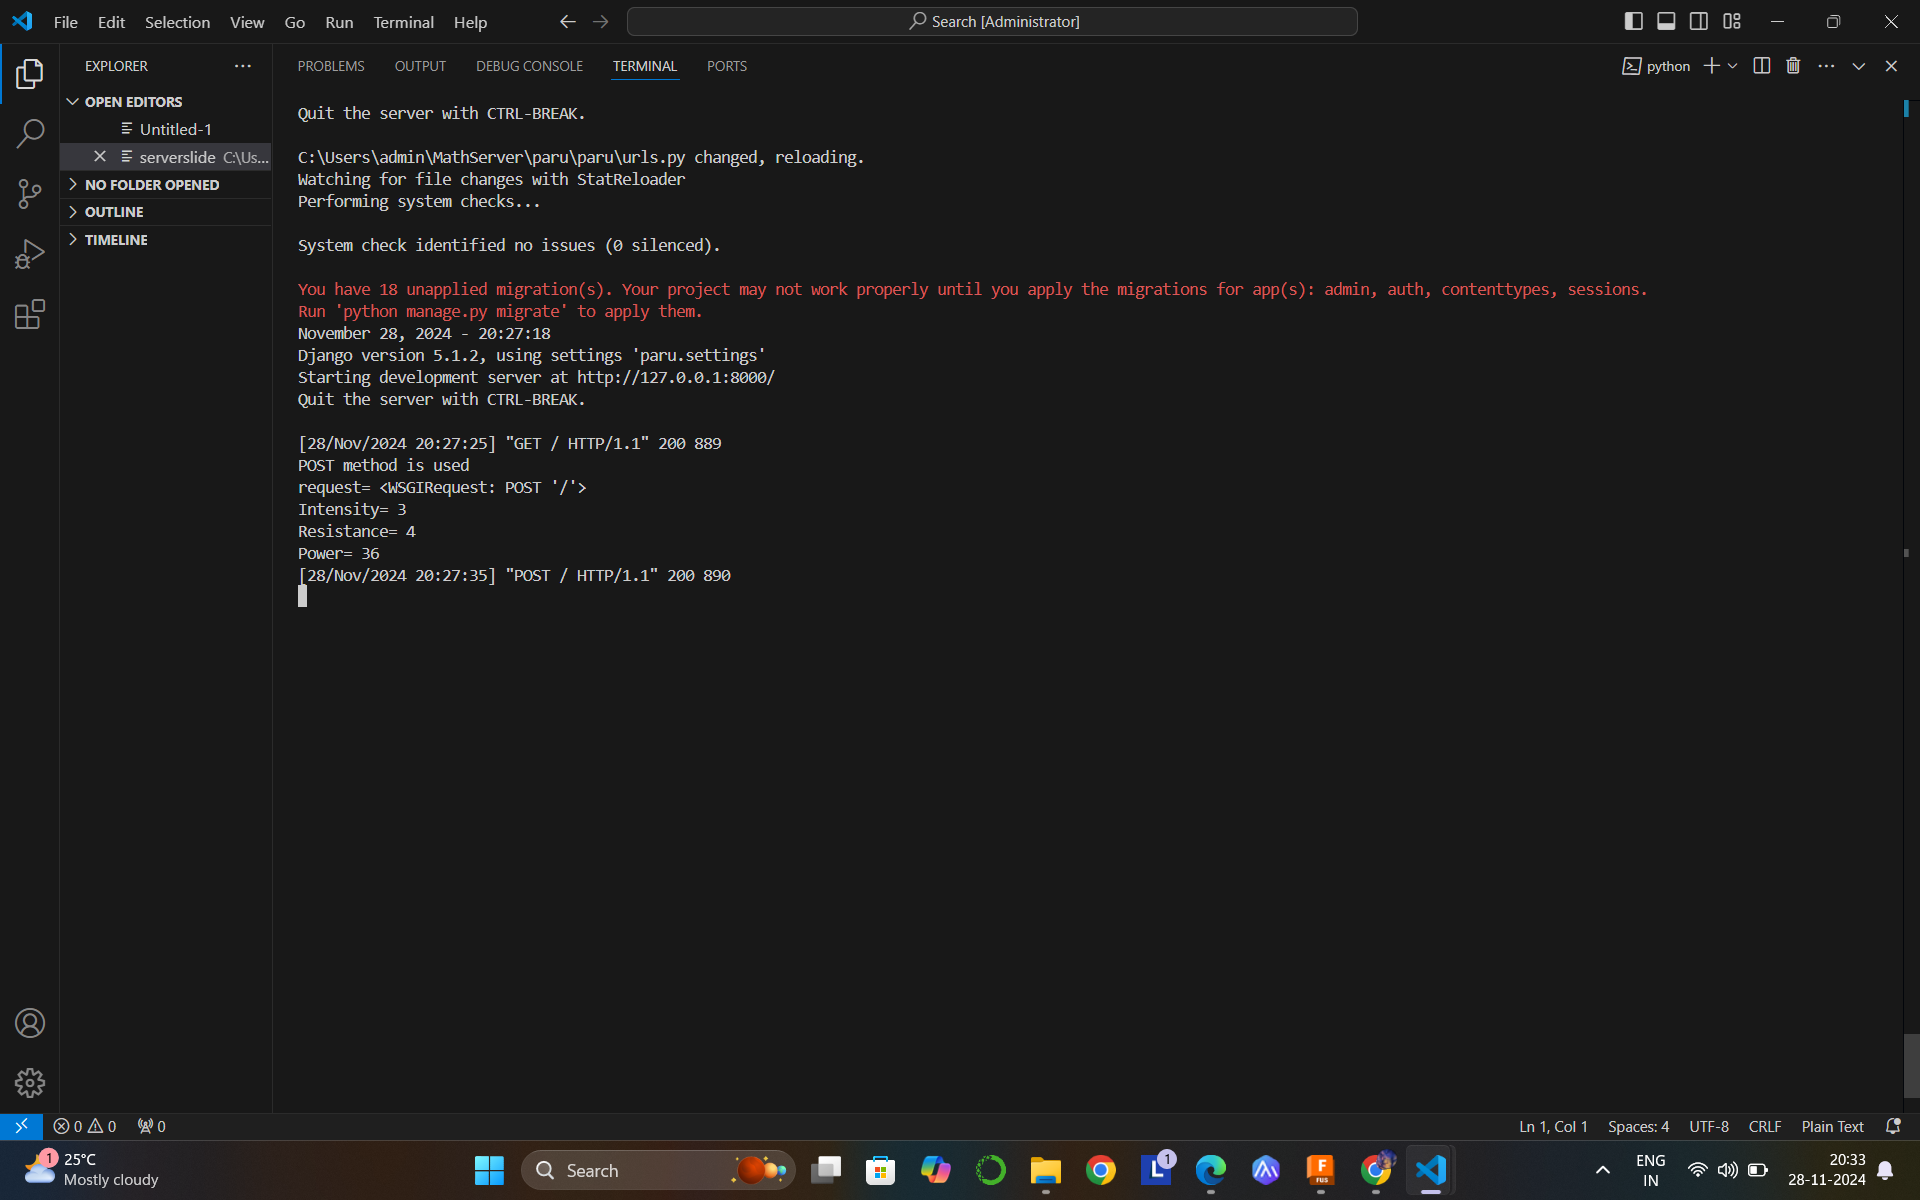 File Edit Selection View Go Run Terminal Help
Search [Administrator]
EXPLORER
PROBLEMS OUTPUT DEBUG CONSOLE TERMINAL PORTS
python
OPEN EDITORS
Untitled-1
serverslide C:\Us...
NO FOLDER OPENED
OUTLINE
TIMELINE
Quit the server with CTRL-BREAK.
C:\Users\admin\MathServer\paru\paru\urls.py changed, reloading.
Watching for file changes with StatReloader
Performing system checks...
System check identified no issues (0 silenced).
You have 18 unapplied migration(s). Your project may not work properly until you apply the migrations for app(s): admin, auth, contenttypes, sessions.
Run 'python manage.py migrate' to apply them.
November 28, 2024 - 20:27:18
Django version 5.1.2, using settings 'paru.settings'
Starting development server at http://127.0.0.1:8000/
Quit the server with CTRL-BREAK.
[28/Nov/2024 20:27:25] "GET / HTTP/1.1" 200 889
POST method is used
request= <WSGIRequest: POST '/'>
Intensity= 3
Resistance= 4
Power= 36
[28/Nov/2024 20:27:35] "POST / HTTP/1.1" 200 890
0 0 0
Ln 1, Col 1 Spaces: 4 UTF-8 CRLF Plain Text
1
25°C
Mostly cloudy
Search
L 1
F
FUS
ENG
IN
20:33
28-11-2024